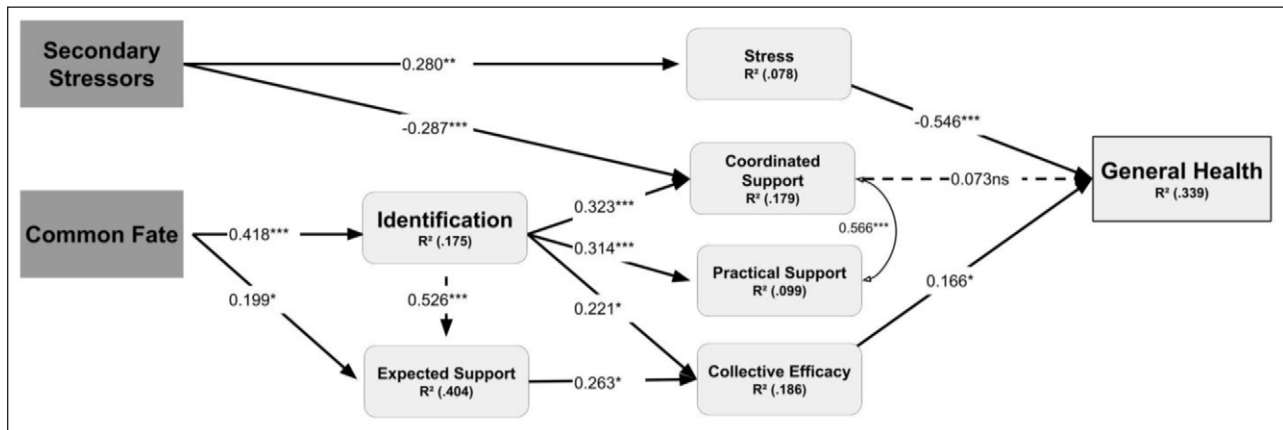 Secondary
Stressors
0.280**
Stress
R² (.078)
-0.287***
-0.546***
Coordinated
Support
R² (.179)
0.073ns
General Health
R² (.339)
Common Fate
0.418***
Identification
R² (.175)
0.323***
0.314***
0.566***
Practical Support
R² (.099)
0.199*
0.526***
0.221*
0.166*
Expected Support
R² (.404)
0.263*
Collective Efficacy
R² (.186)